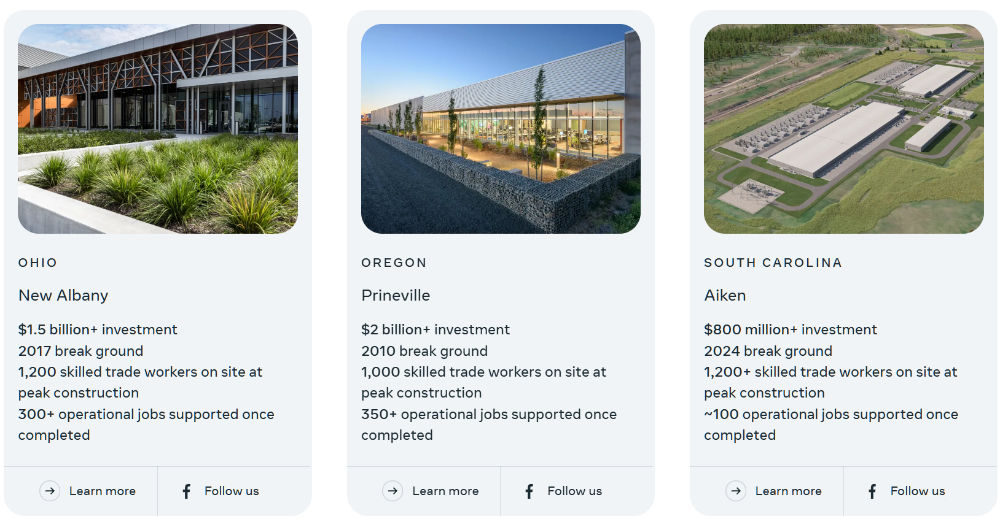 OHIO
New Albany
$1.5 billion+ investment
2017 break ground
1,200 skilled trade workers on site at
peak construction
300+ operational jobs supported once
completed
Learn more
Follow us
OREGON
Prineville
$2 billion+ investment
2010 break ground
1,000 skilled trade workers on site at
peak construction
350+ operational jobs supported once
completed
Learn more
Follow us
SOUTH CAROLINA
Aiken
$800 million+ investment
2024 break ground
1,200+ skilled trade workers on site at
peak construction
~100 operational jobs supported once
completed
Learn more
Follow us